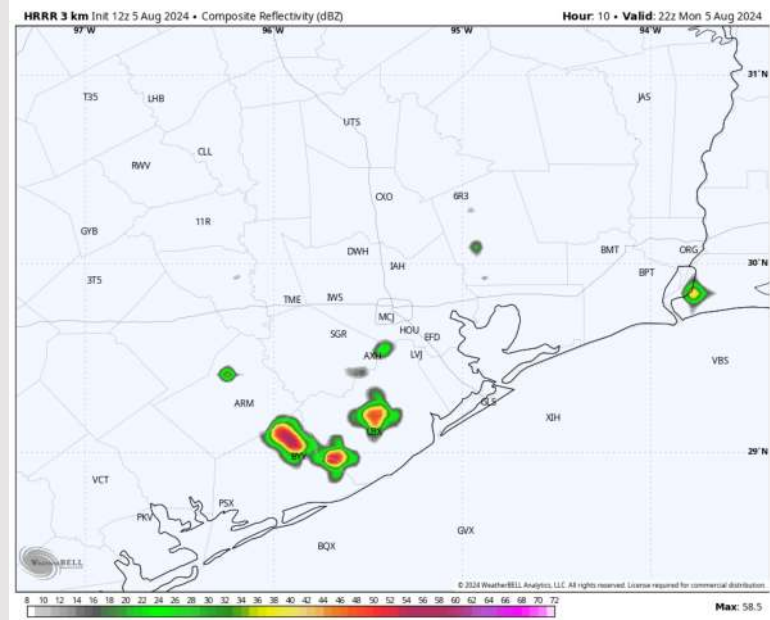 HRRR 3 km Init 12z 5 Aug 2024 • Composite Reflectivity (dBZ) Hour: 10 • Valid: 22z Mon 5 Aug 2024
97°W 96°W 95°W 94°W
31°N
T35 LHB JAS
UTS
CLL
RWV
CXO 6R3
11R
GYB
DWH BMT ORG
30°N
IAH
BPT
3T5
TME IWS
MCJ
SGR HOU EFD
AXH LVJ
VBS
ARM GLS
XIH
LBX
BYY 29°N
VCT
PSX
PKV
GVX
BQX
WEATHERBELL
© 2024 WeatherBELL Analytics, LLC. All rights reserved. License required for commercial distribution.
8 10 12 14 16 18 20 22 24 26 28 30 32 34 36 38 40 42 44 46 48 50 52 54 56 58 60 62 64 66 68 70 72
Max: 58.5